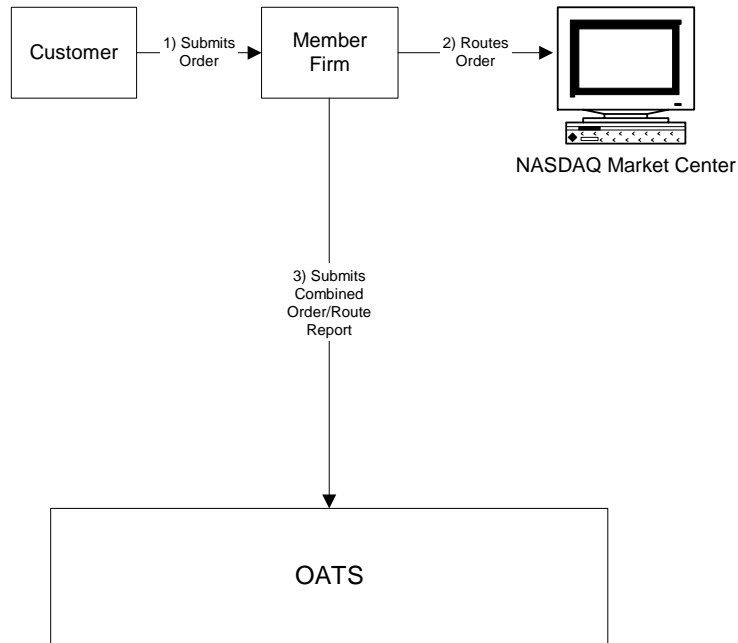 Customer
1) Submits
Order
Member
Firm
2) Routes
Order
NASDAQ Market Center
3) Submits
Combined
Order/Route
Report
OATS